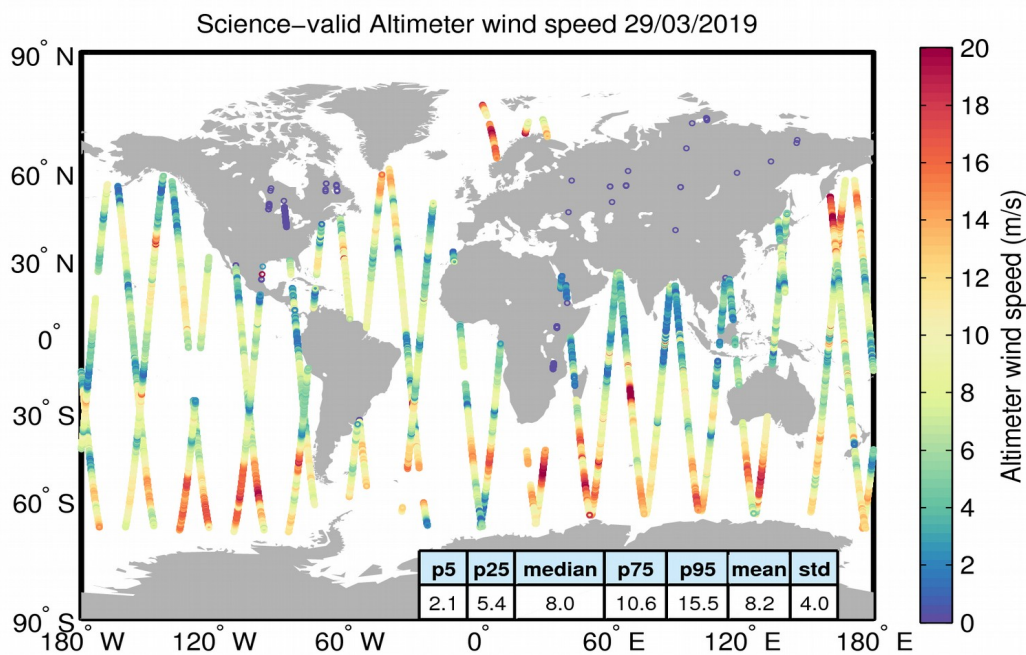 Science-valid Altimeter wind speed 29/03/2019
90° N
60° N
30° N
0°
30° S
60° S
90° S
180° W
120° W
60° W
0°
60° E
120° E
180° E
p5 p25 median p75 p95 mean std
2.1 5.4 8.0 10.6 15.5 8.2 4.0
20
18
16
14
12
10
8
6
4
2
0
Altimeter wind speed (m/s)